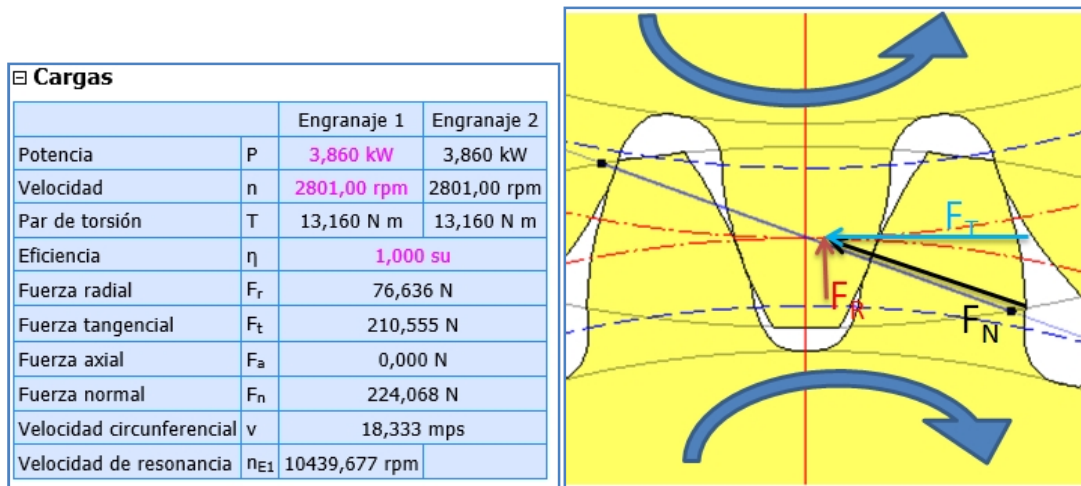 ⊟ Cargas
Engranaje 1 Engranaje 2
Potencia P 3,860 kW 3,860 kW
Velocidad n 2801,00 rpm 2801,00 rpm
Par de torsión T 13,160 N m 13,160 N m
Eficiencia η 1,000 su
Fuerza radial Fr 76,636 N
Fuerza tangencial Ft 210,555 N
Fuerza axial Fa 0,000 N
Fuerza normal Fn 224,068 N
Velocidad circunferencial v 18,333 mps
Velocidad de resonancia nE1 10439,677 rpm
FT
FR
FN